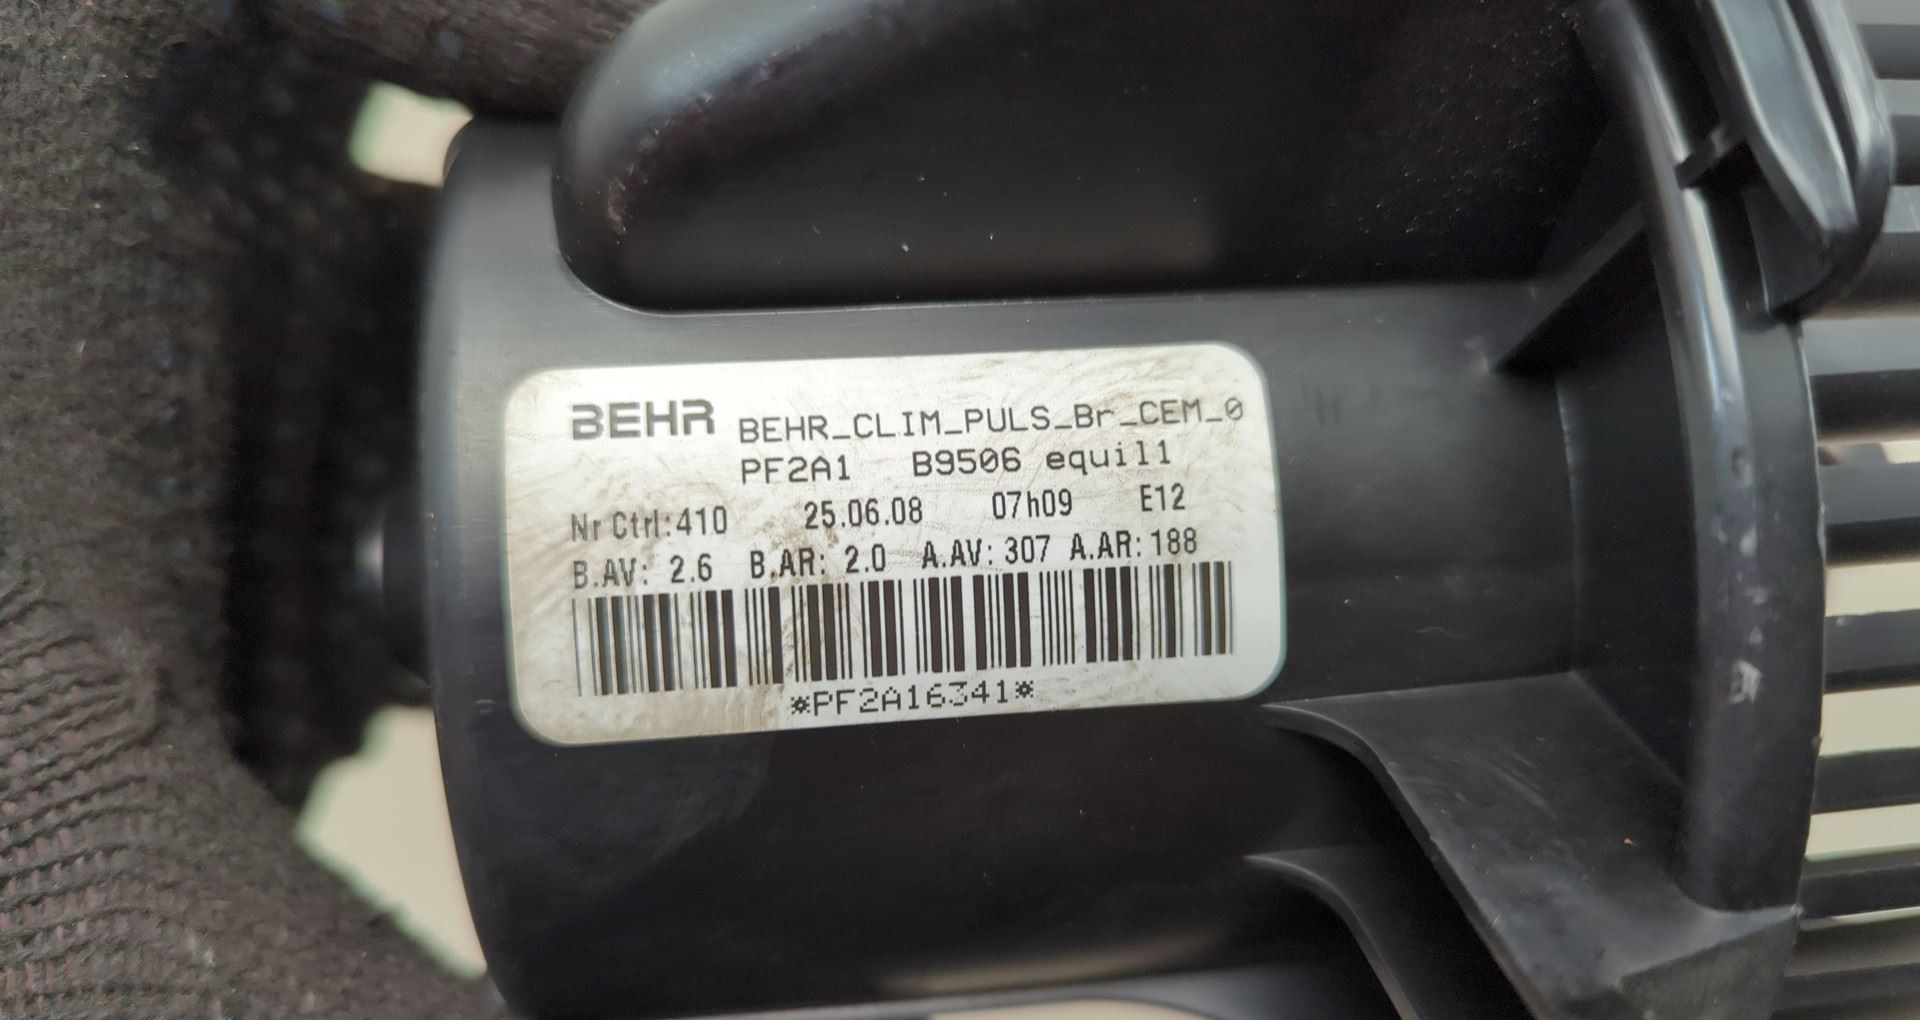 BEHR BEHR_CLIM_PULS_Br_CEM_0
PF2A1 B9506 equil1
Nr Ctrl:410 25.06.08 07h09 E12
B.AV: 2.6 B.AR: 2.0 A.AV: 307 A.AR: 188
*PF2A16341*